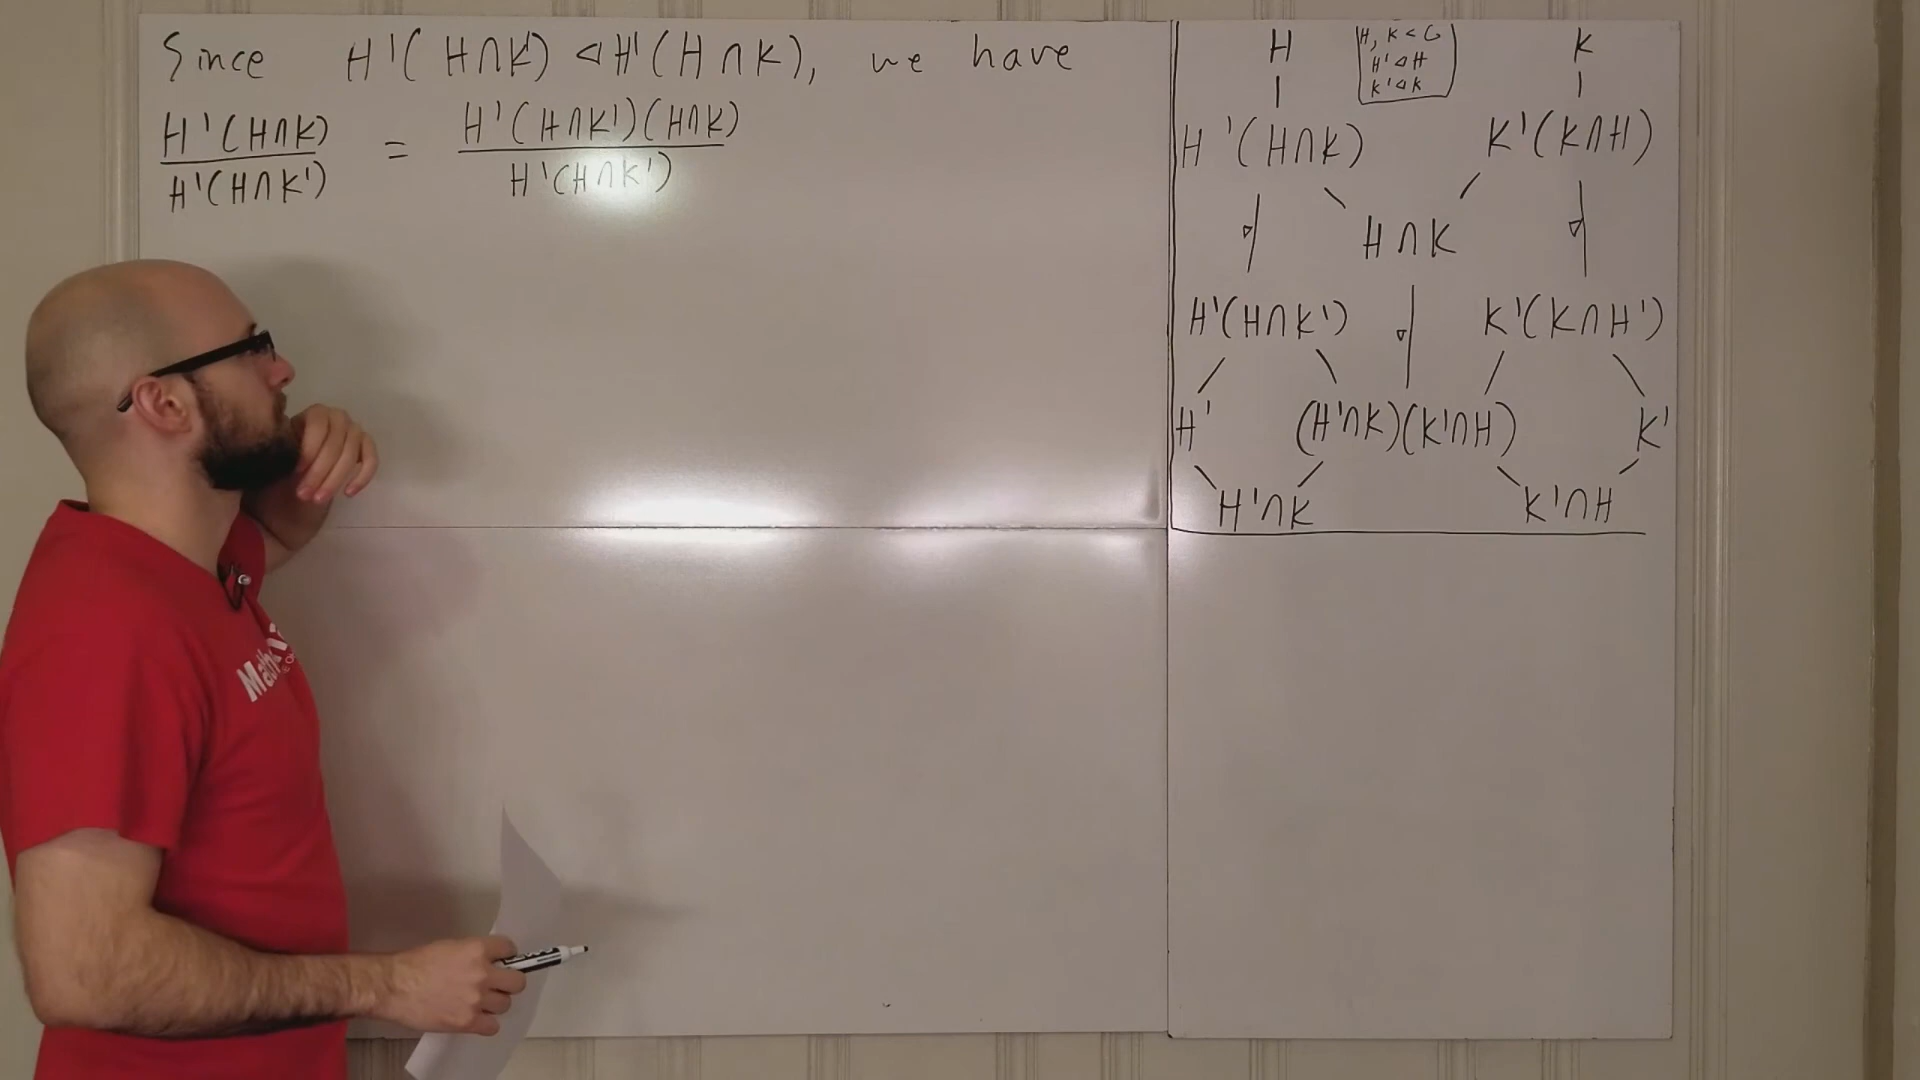 Since H'(H∩K') ⊲ H'(H∩K), we have
H'(H∩K) = H'(H∩K')(H∩K)
H'(H∩K') H'(H∩K')
H H, K < G K
H' ⊲ H
K' ⊲ K
H'(H∩K) K'(K∩H)
H∩K
H'(H∩K') K'(K∩H')
H' (H'∩K)(K'∩H) K'
H'∩K K'∩H